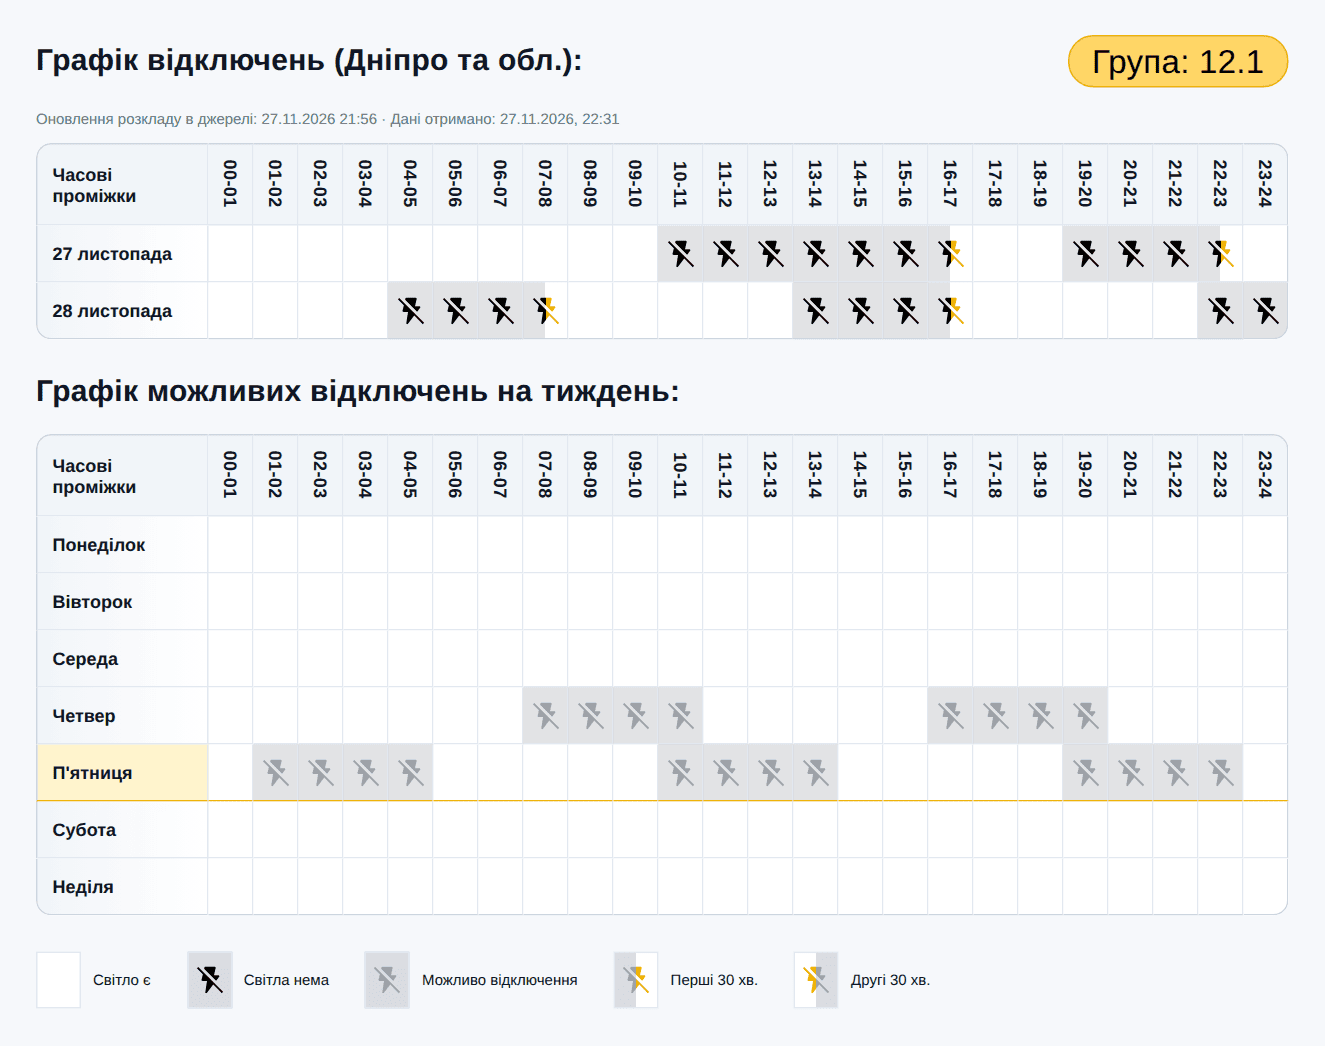 Графік відключень (Дніпро та обл.):
Група: 12.1
Оновлення розкладу в джерелі: 27.11.2026 21:56 · Дані отримано: 27.11.2026, 22:31
Часові проміжки 00-01 01-02 02-03 03-04 04-05 05-06 06-07 07-08 08-09 09-10 10-11 11-12 12-13 13-14 14-15 15-16 16-17 17-18 18-19 19-20 20-21 21-22 22-23 23-24
27 листопада
28 листопада
Графік можливих відключень на тиждень:
Часові проміжки 00-01 01-02 02-03 03-04 04-05 05-06 06-07 07-08 08-09 09-10 10-11 11-12 12-13 13-14 14-15 15-16 16-17 17-18 18-19 19-20 20-21 21-22 22-23 23-24
Понеділок
Вівторок
Середа
Четвер
П'ятниця
Субота
Неділя
Світло є Світла нема Можливо відключення Перші 30 хв. Другі 30 хв.